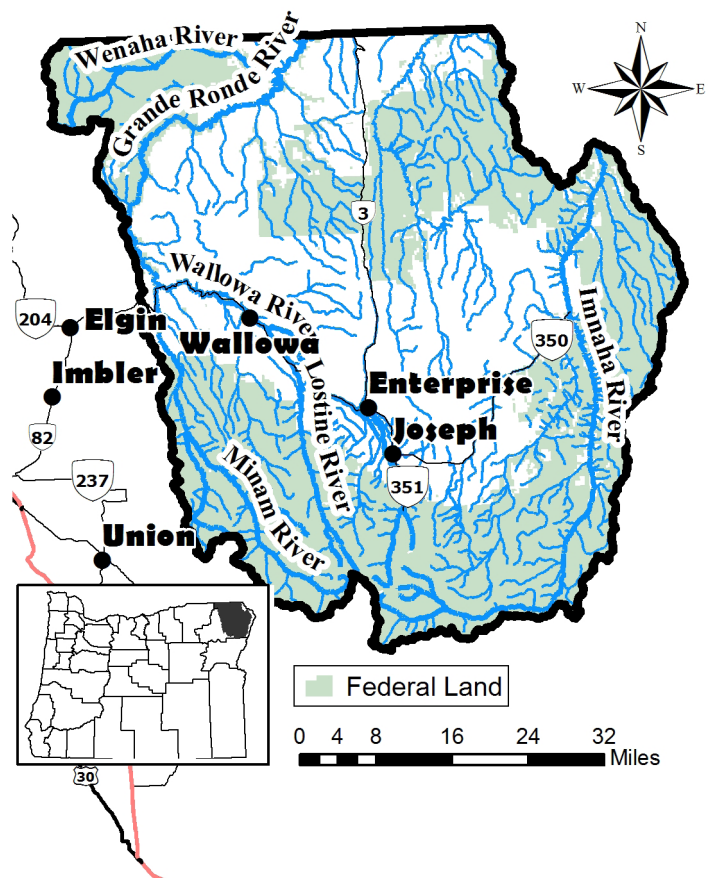 Wenaha River
Grande Ronde River
N
W
E
S
3
Wallowa River
204
Elgin
Wallowa
350
Imnaha River
Imbler
Lostine River
Enterprise
Joseph
82
237
Minam River
351
Union
Federal Land
0 4 8 16 24 32
Miles
30